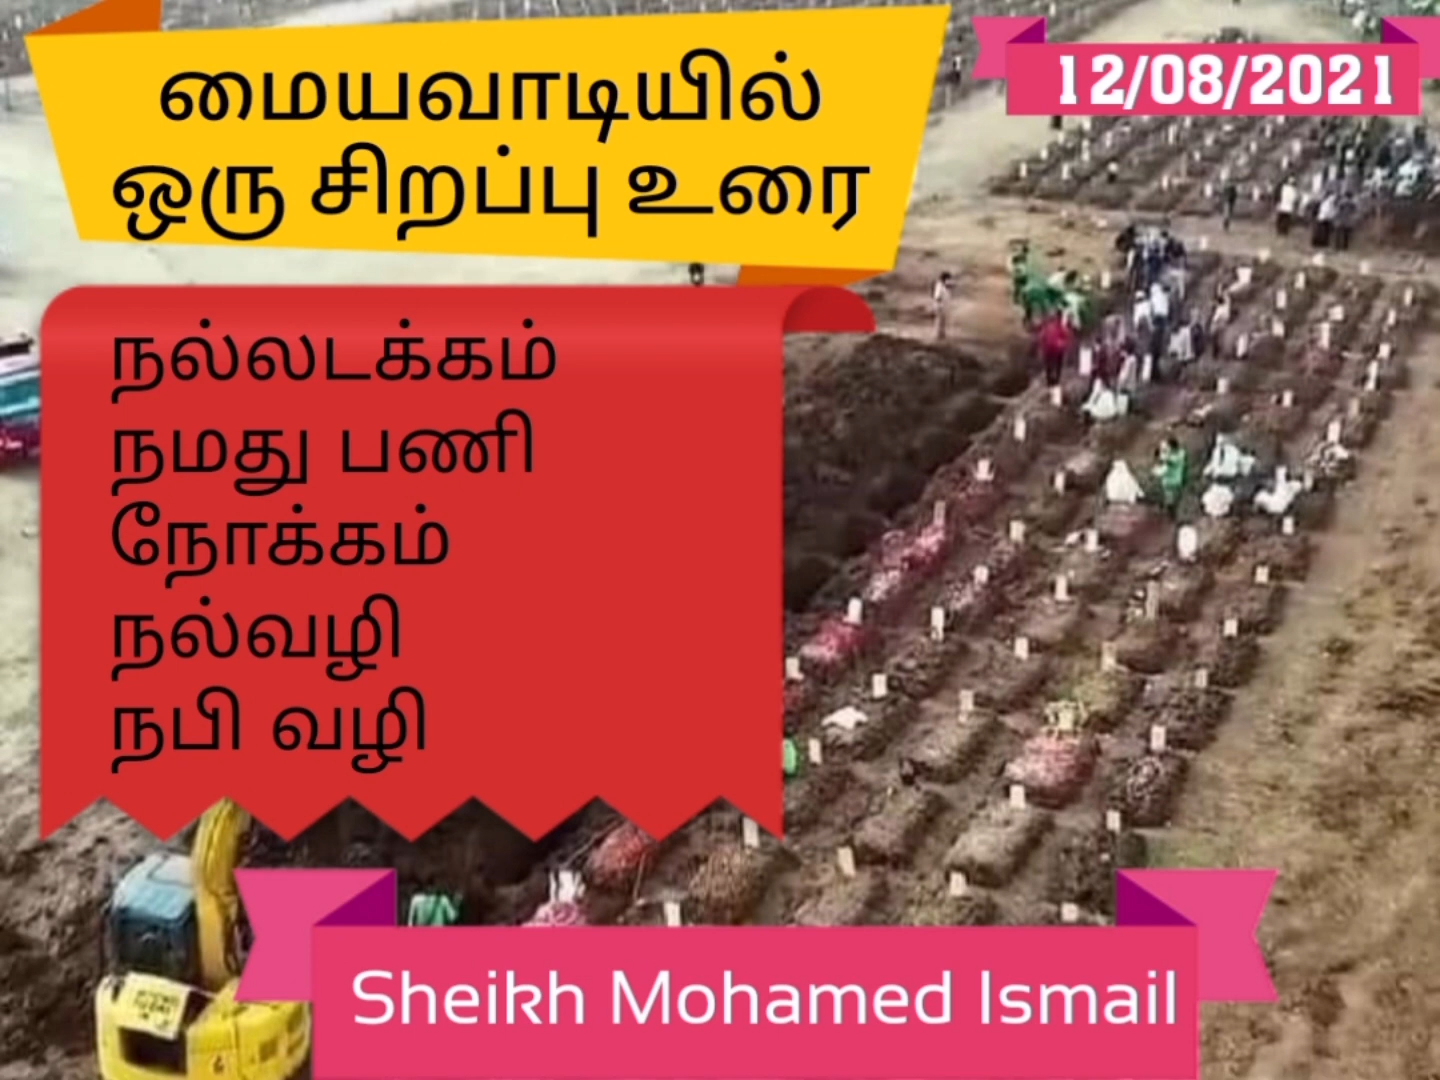 மையவாடியில்
ஒரு சிறப்பு உரை
12/08/2021
நல்லடக்கம்
நமது பணி
நோக்கம்
நல்வழி
நபி வழி
Sheikh Mohamed Ismail